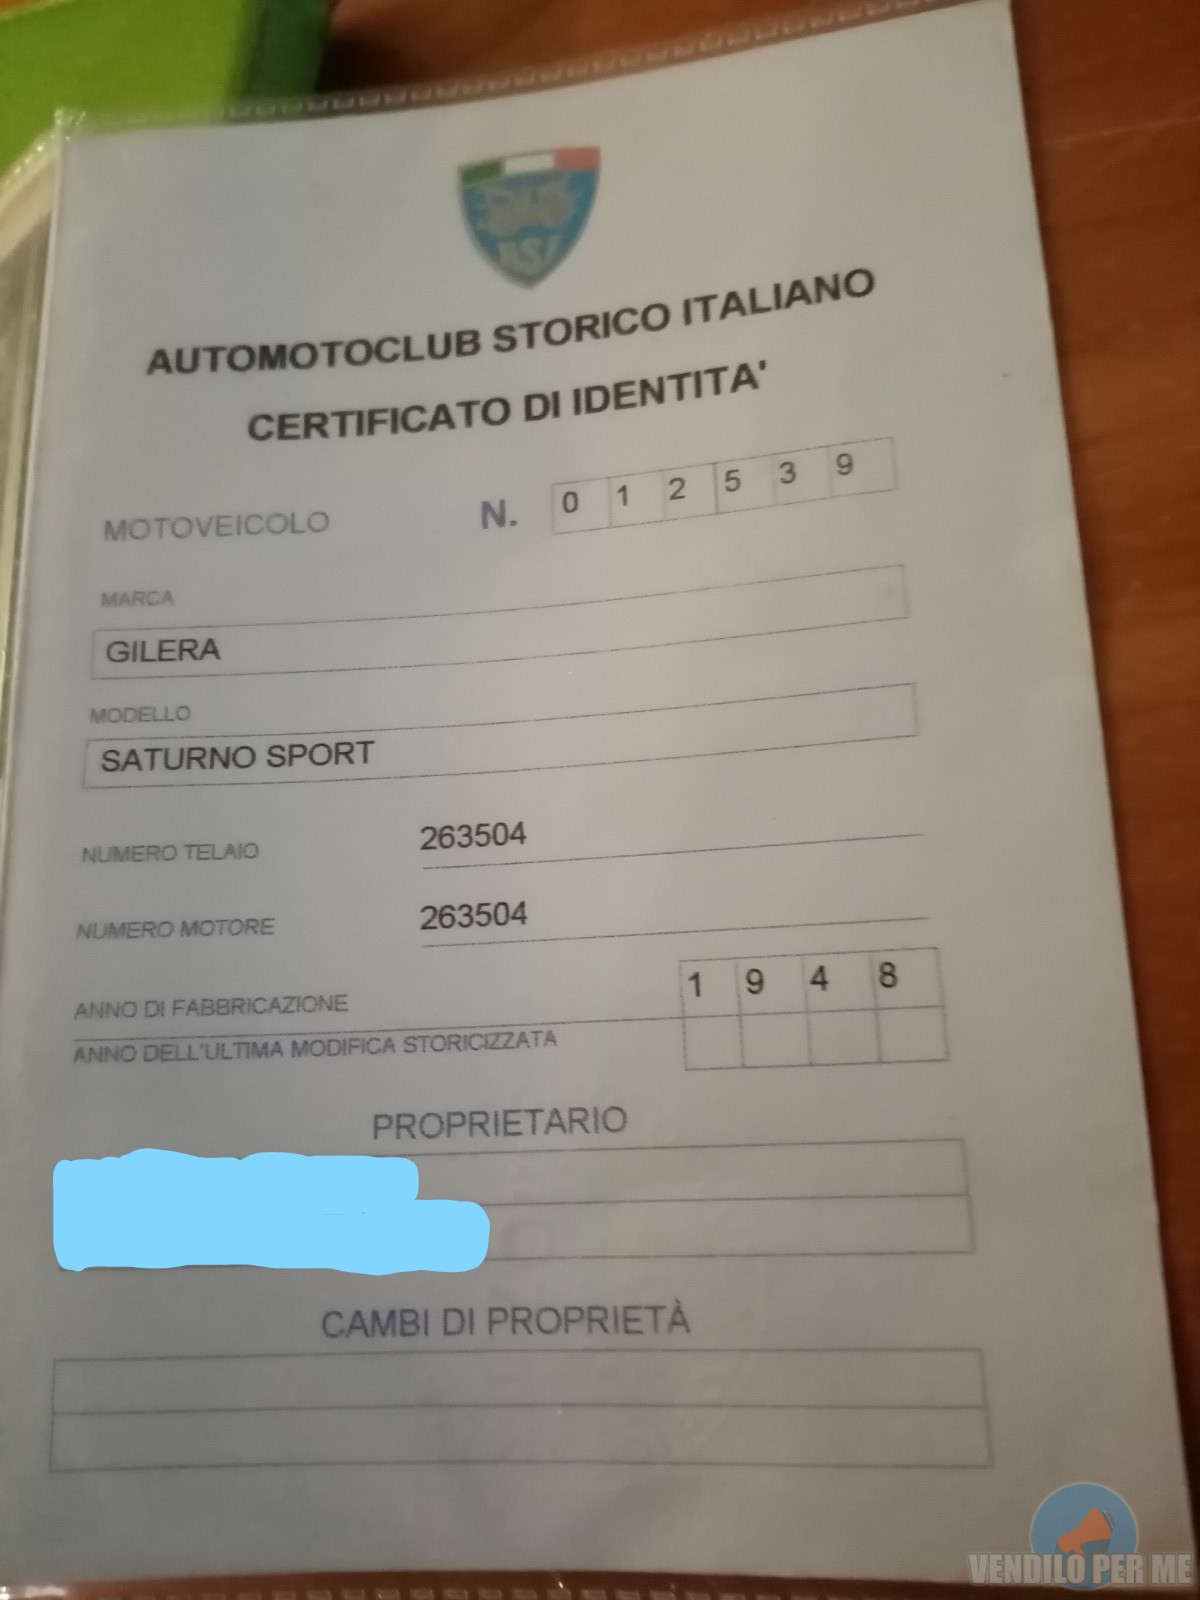 ASI
AUTOMOTOCLUB STORICO ITALIANO
CERTIFICATO DI IDENTITA'
MOTOVEICOLO N. 0 1 2 5 3 9
MARCA
GILERA
MODELLO
SATURNO SPORT
NUMERO TELAIO 263504
NUMERO MOTORE 263504
ANNO DI FABBRICAZIONE 1 9 4 8
ANNO DELL'ULTIMA MODIFICA STORICIZZATA
PROPRIETARIO
CAMBI DI PROPRIETÀ
VENDILO PER ME